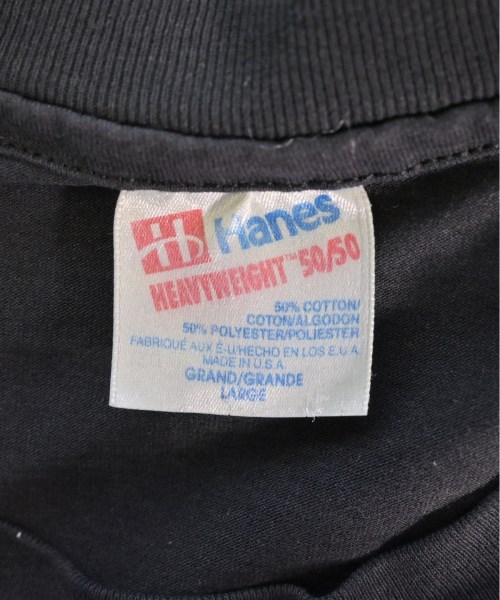 Hanes
HEAVYWEIGHT™ 50/50
50% COTTON/
COTON/ALGODON
50% POLYESTER/POLIESTER
FABRIQUÉ AUX É-U/HECHO EN LOS E.U.A.
MADE IN U.S.A.
GRAND/GRANDE
LARGE